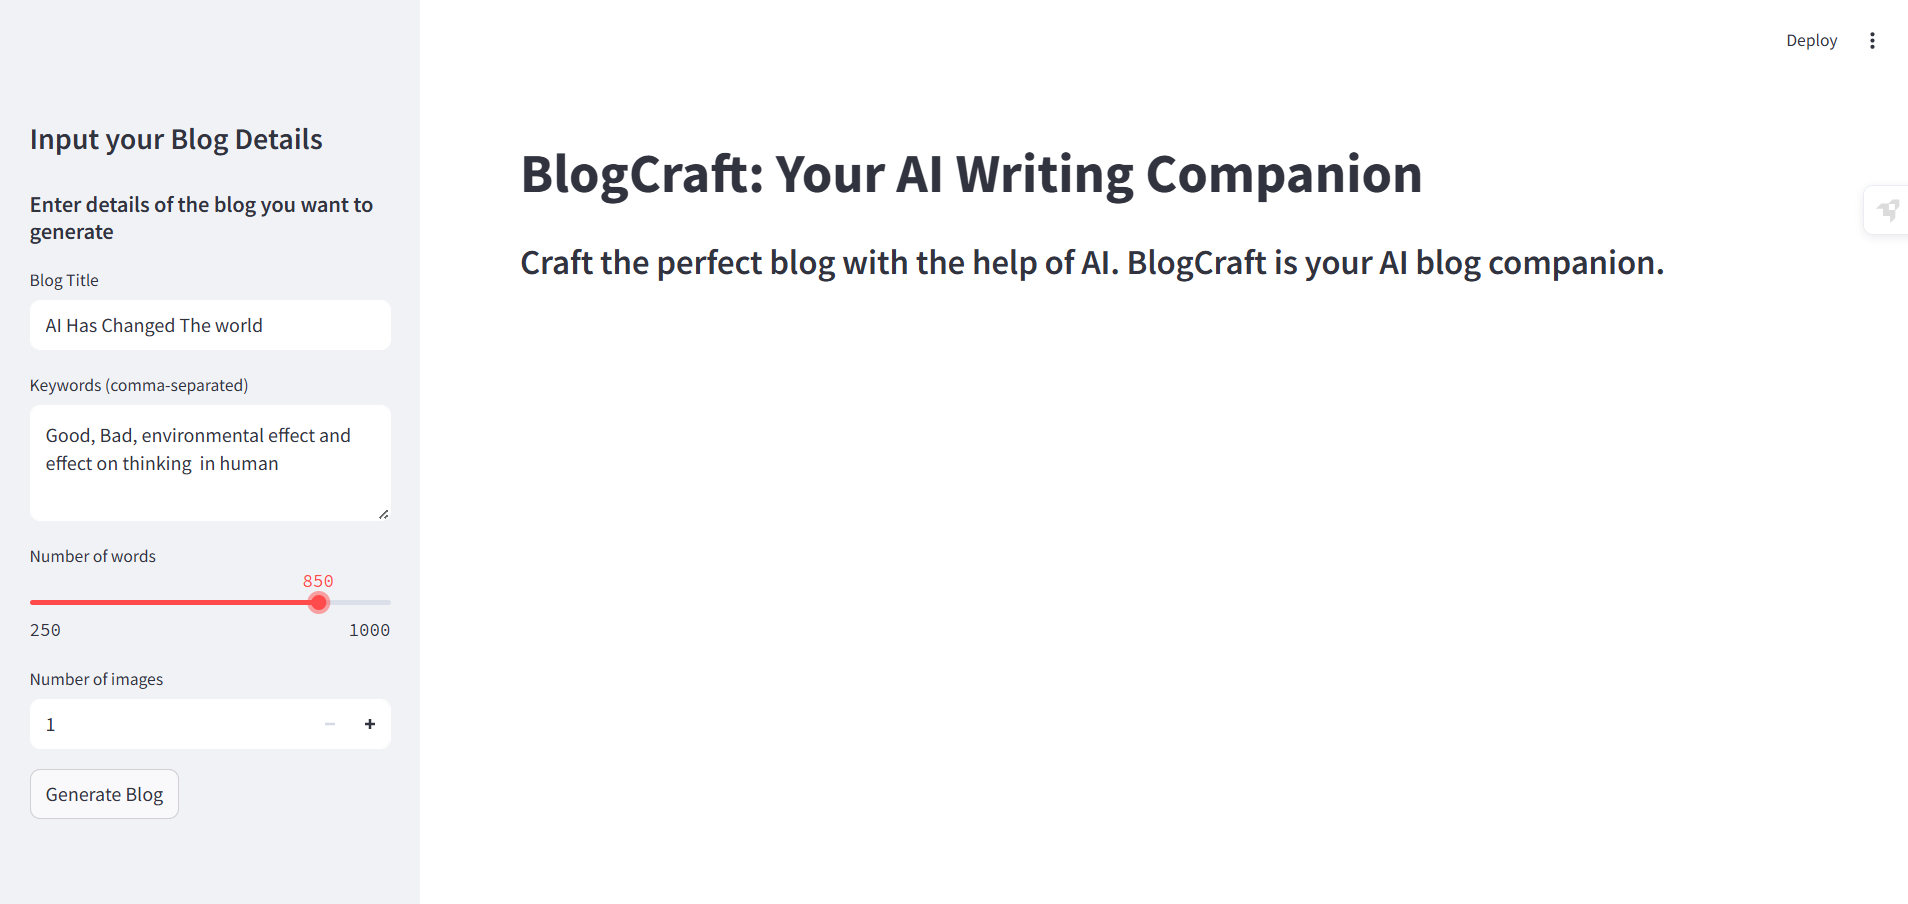 Deploy
Input your Blog Details
Enter details of the blog you want to
generate
Blog Title
AI Has Changed The world
Keywords (comma-separated)
Good, Bad, environmental effect and
effect on thinking  in human
Number of words
850
250
1000
Number of images
1
Generate Blog
BlogCraft: Your AI Writing Companion
Craft the perfect blog with the help of AI. BlogCraft is your AI blog companion.